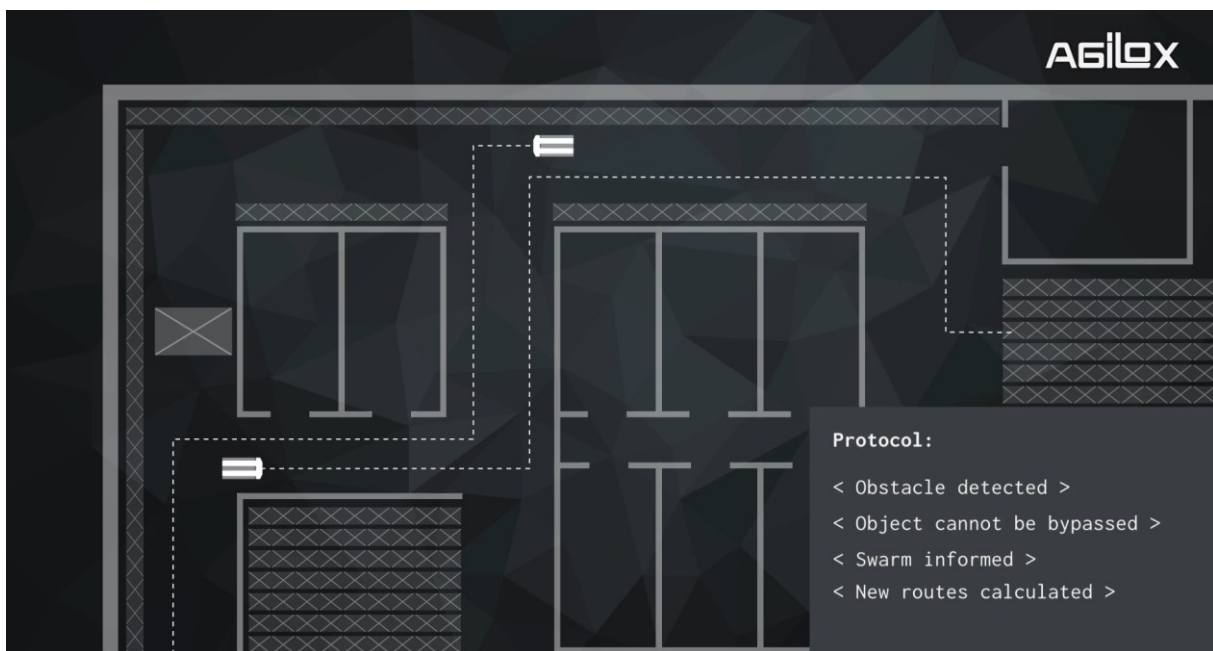 AGILOX
Protocol:
< Obstacle detected >
< Object cannot be bypassed >
< Swarm informed >
< New routes calculated >